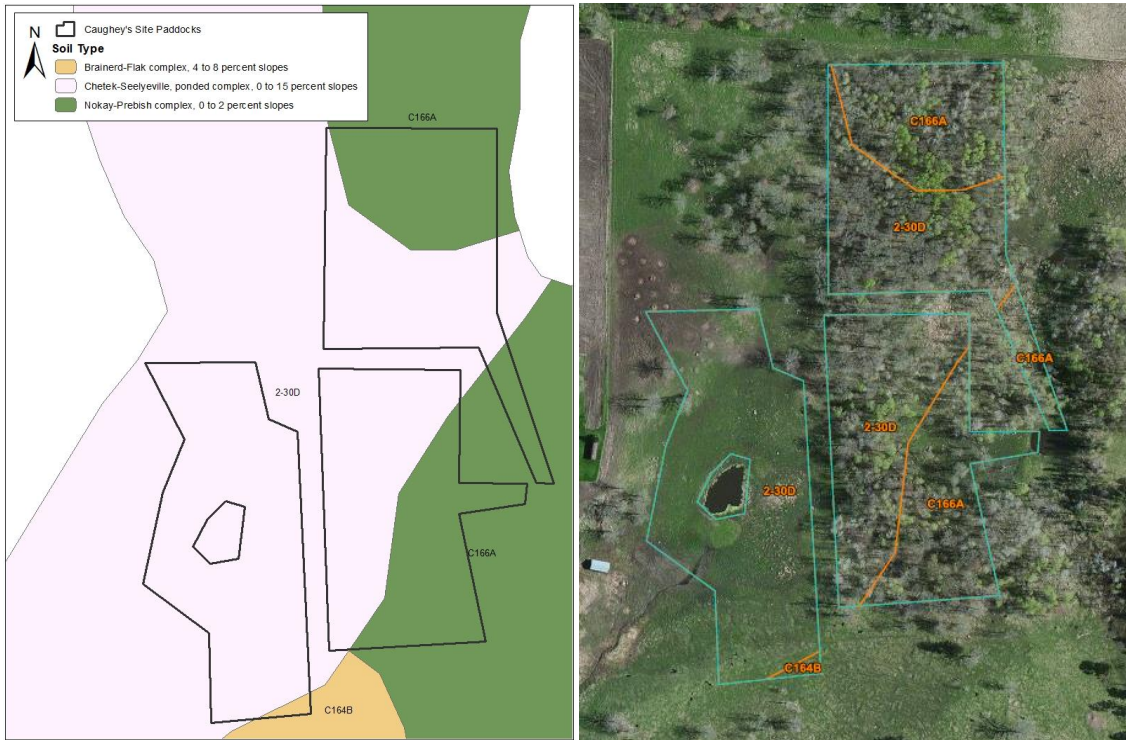 N
Caughey's Site Paddocks
Soil Type
Brainerd-Flak complex, 4 to 8 percent slopes
Chetek-Seelyeville, ponded complex, 0 to 15 percent slopes
Nokay-Prebish complex, 0 to 2 percent slopes
C166A
2-30D
C166A
C164B
C166A
2-30D
C166A
2-30D
2-30D
C166A
C164B